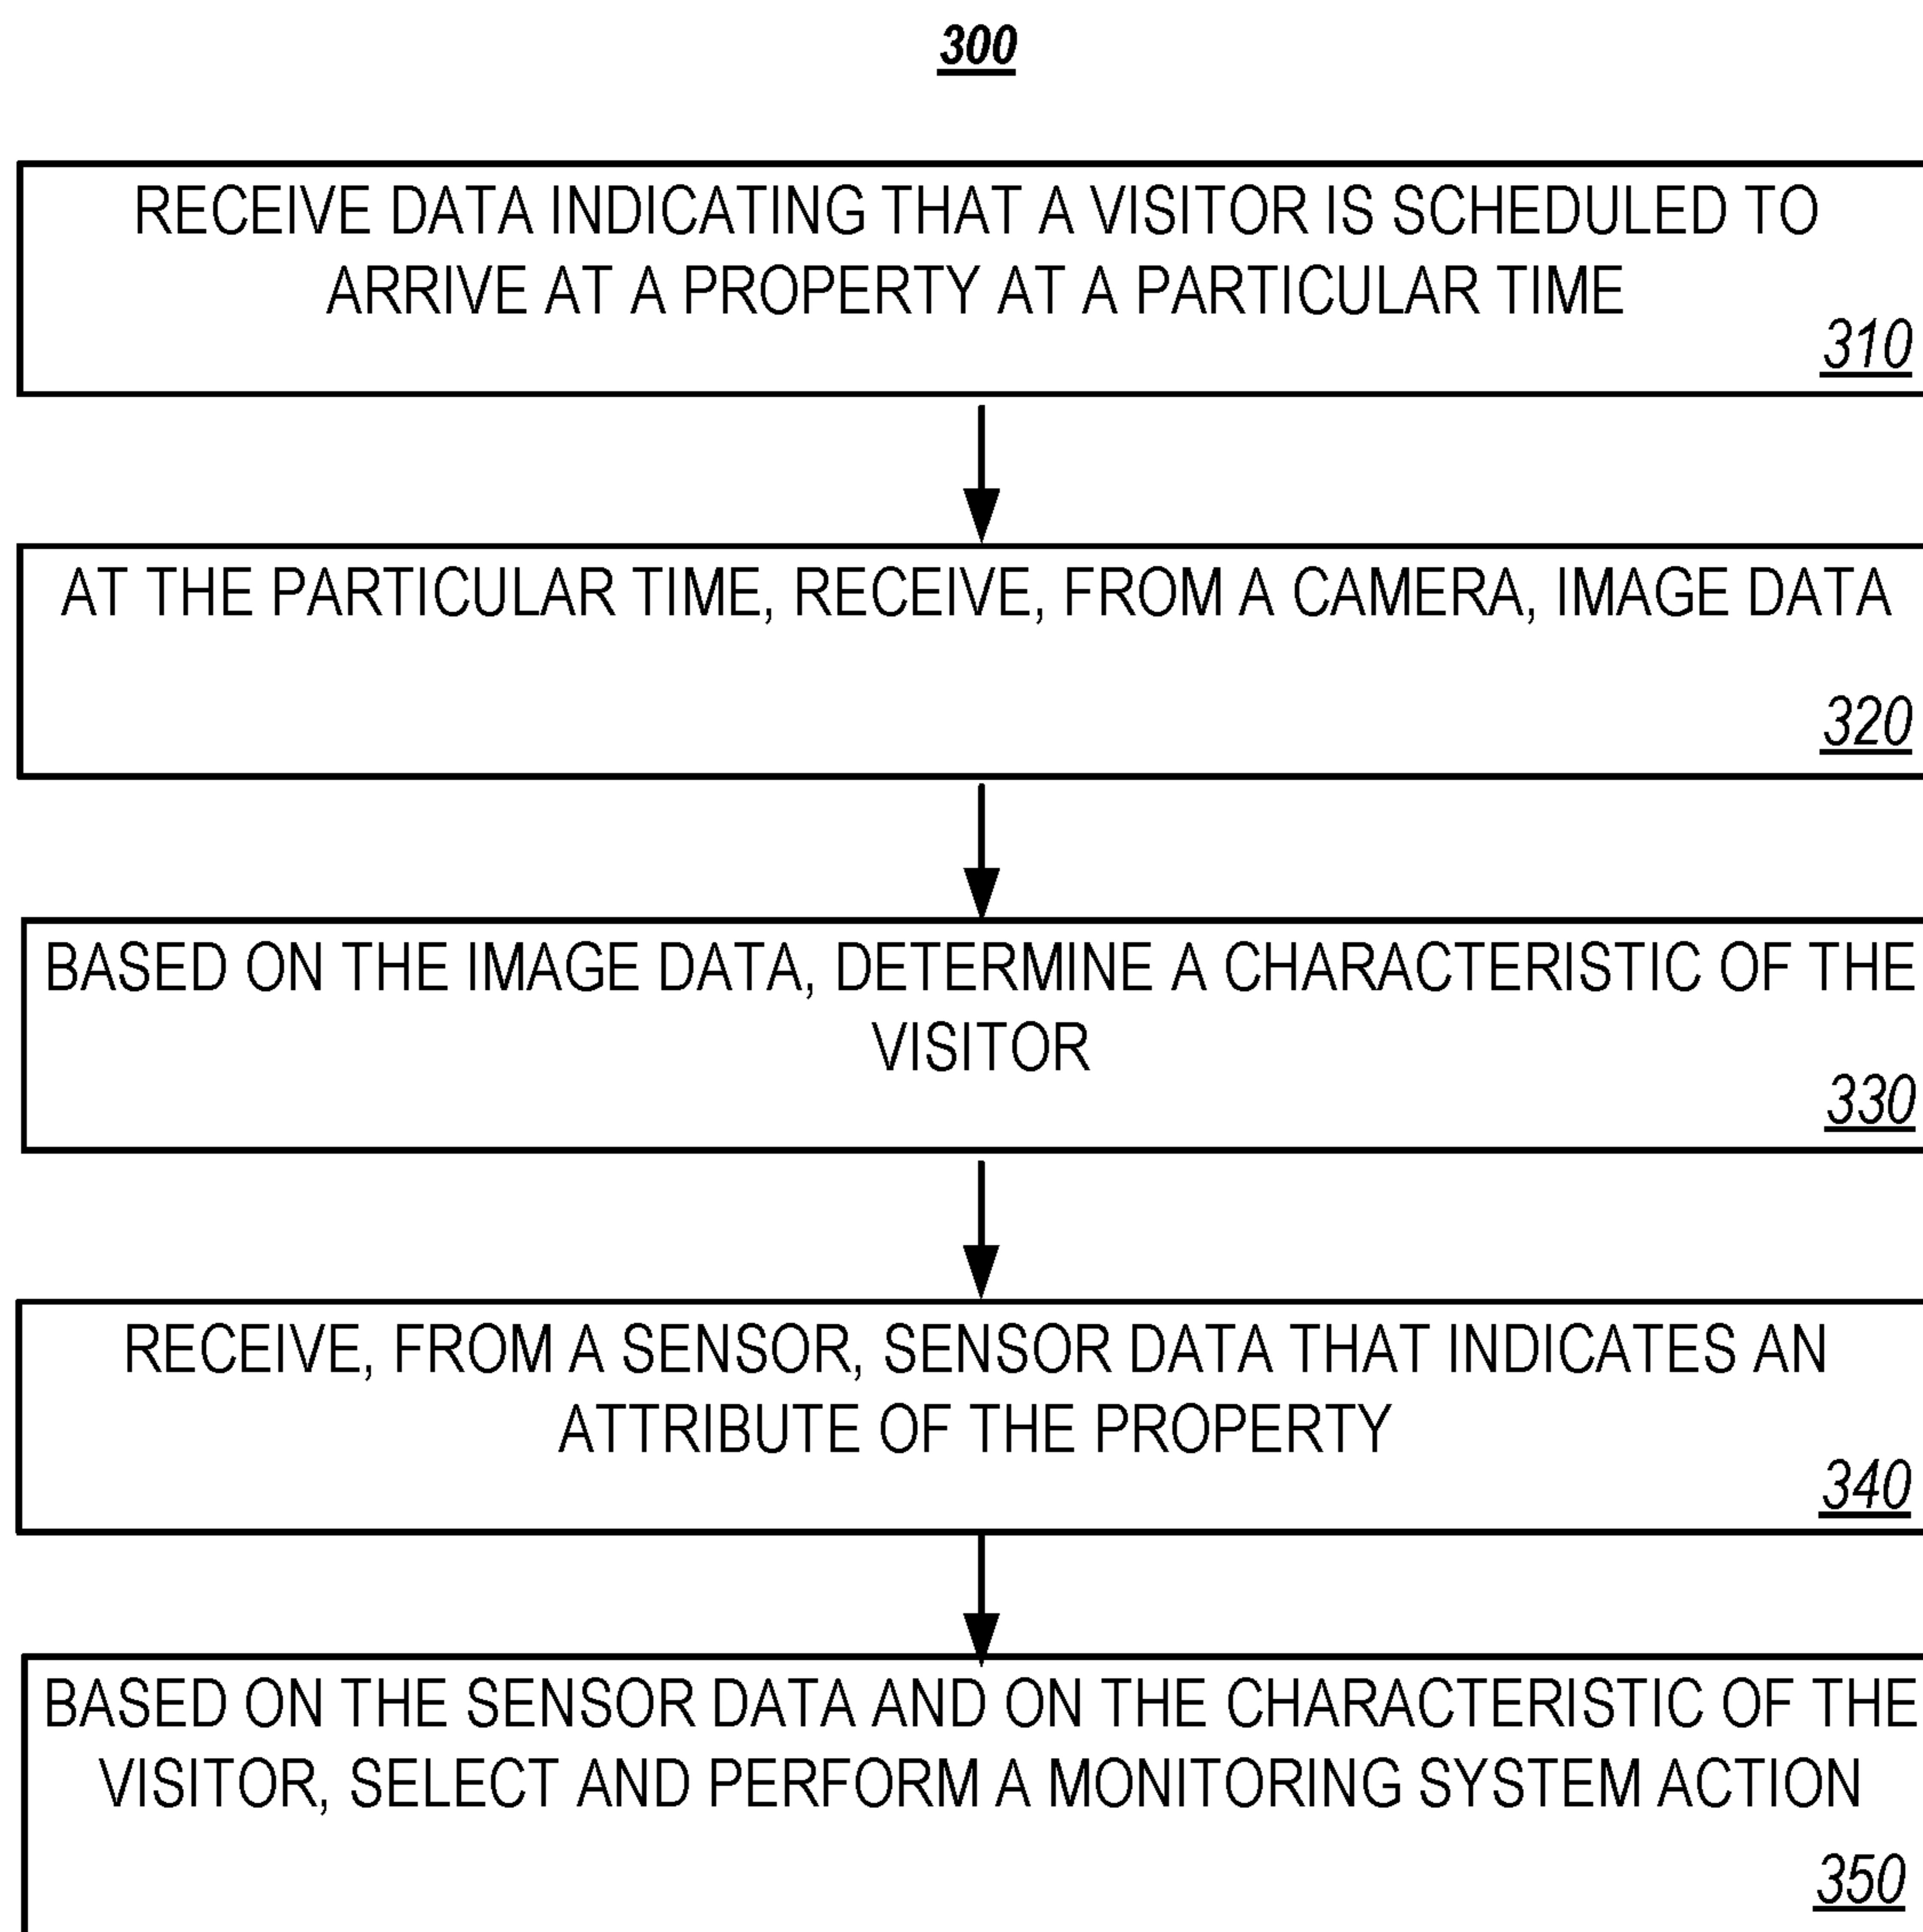 300
RECEIVE DATA INDICATING THAT A VISITOR IS SCHEDULED TO
ARRIVE AT A PROPERTY AT A PARTICULAR TIME
310
AT THE PARTICULAR TIME, RECEIVE, FROM A CAMERA, IMAGE DATA
320
BASED ON THE IMAGE DATA, DETERMINE A CHARACTERISTIC OF THE
VISITOR
330
RECEIVE, FROM A SENSOR, SENSOR DATA THAT INDICATES AN
ATTRIBUTE OF THE PROPERTY
340
BASED ON THE SENSOR DATA AND ON THE CHARACTERISTIC OF THE
VISITOR, SELECT AND PERFORM A MONITORING SYSTEM ACTION
350